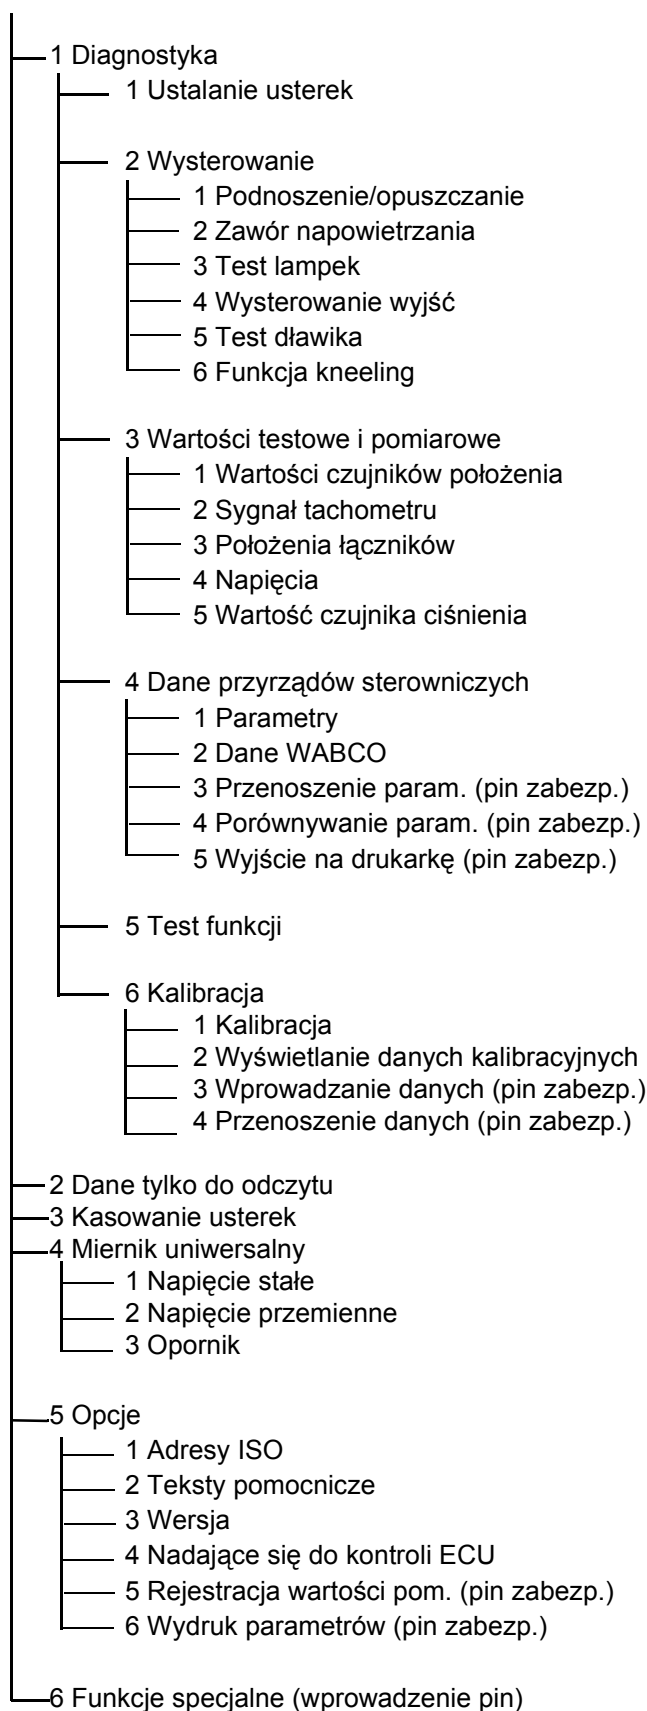 1 Diagnostyka
1 Ustalanie usterek
2 Wysterowanie
1 Podnoszenie/opuszczanie
2 Zawór napowietrzania
3 Test lampek
4 Wysterowanie wyjść
5 Test dławika
6 Funkcja kneeling
3 Wartości testowe i pomiarowe
1 Wartości czujników położenia
2 Sygnał tachometru
3 Położenia łączników
4 Napięcia
5 Wartość czujnika ciśnienia
4 Dane przyrządów sterowniczych
1 Parametry
2 Dane WABCO
3 Przenoszenie param. (pin zabezp.)
4 Porównywanie param. (pin zabezp.)
5 Wyjście na drukarkę (pin zabezp.)
5 Test funkcji
6 Kalibracja
1 Kalibracja
2 Wyświetlanie danych kalibracyjnych
3 Wprowadzanie danych (pin zabezp.)
4 Przenoszenie danych (pin zabezp.)
2 Dane tylko do odczytu
3 Kasowanie usterek
4 Miernik uniwersalny
1 Napięcie stałe
2 Napięcie przemienne
3 Opornik
5 Opcje
1 Adresy ISO
2 Teksty pomocnicze
3 Wersja
4 Nadające się do kontroli ECU
5 Rejestracja wartości pom. (pin zabezp.)
6 Wydruk parametrów (pin zabezp.)
6 Funkcje specjalne (wprowadzenie pin)